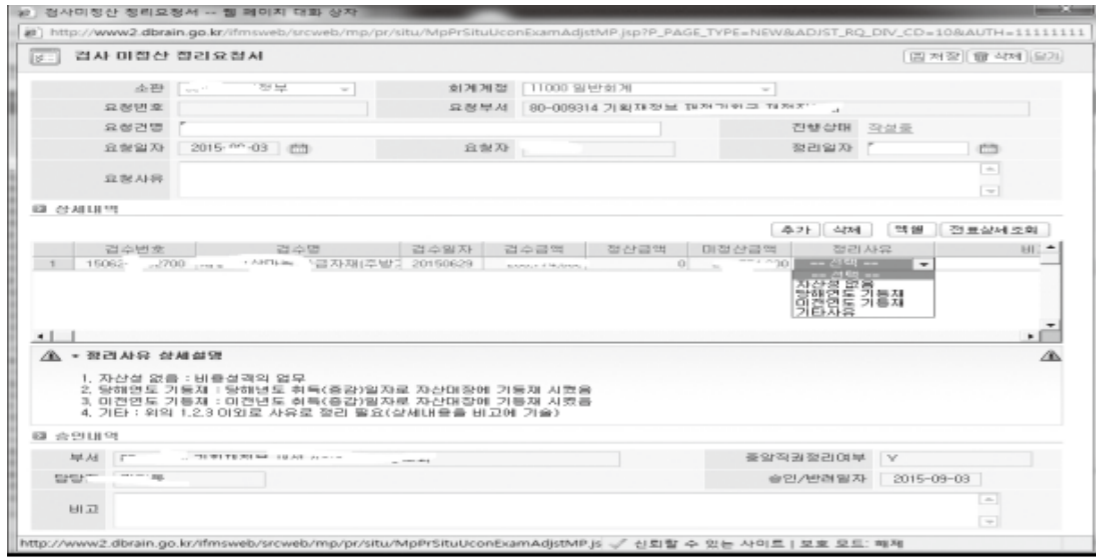 검사미정산 정리요청서 -- 웹 페이지 대화 상자
http://www2.dbrain.go.kr/ifmsweb/srcweb/mp/pr/situ/MpPrSituUconExamAdjstMP.jsp?P_PAGE_TYPE=NEW&ADJST_RQ_DIV_CD=10&AUTH=11111111
검사 미정산 정리요청서 저장 삭제 닫기
소관 회계계정 11000 일반회계
요청번호 요청부서 80-009314 기획재정부
요청건명 진행상태 작성중
요청일자 요청자 정리일자
요청사유
상세내역
추가 삭제 엑셀 전표상세조회
검수번호 검수명 검수일자 검수금액 정산금액 미정산금액 정리사유 비
1 20150629 0 -- 선택 --
-- 선택 --
자산성 없음
당해연도 기등재
이전연도 기등재
기타사유
- 정리사유 상세설명
1. 자산성 없음 : 비용성격의 업무
2. 당해연도 기등재 : 당해년도 취득(증감)일자로 자산대장에 기등재 시켰음
3. 이전연도 기등재 : 이전년도 취득(증감)일자로 자산대장에 기등재 시켰음
4. 기타 : 위의 1,2,3 이외로 사유로 정리 필요(상세내용을 비고에 기술)
승인내역
부서 중앙직권정리여부 Y
승인/반려일자 2015-09-03
비고
http://www2.dbrain.go.kr/ifmsweb/srcweb/mp/pr/situ/MpPrSituUconExamAdjstMP.js 신뢰할 수 있는 사이트 | 보호 모드: 해제